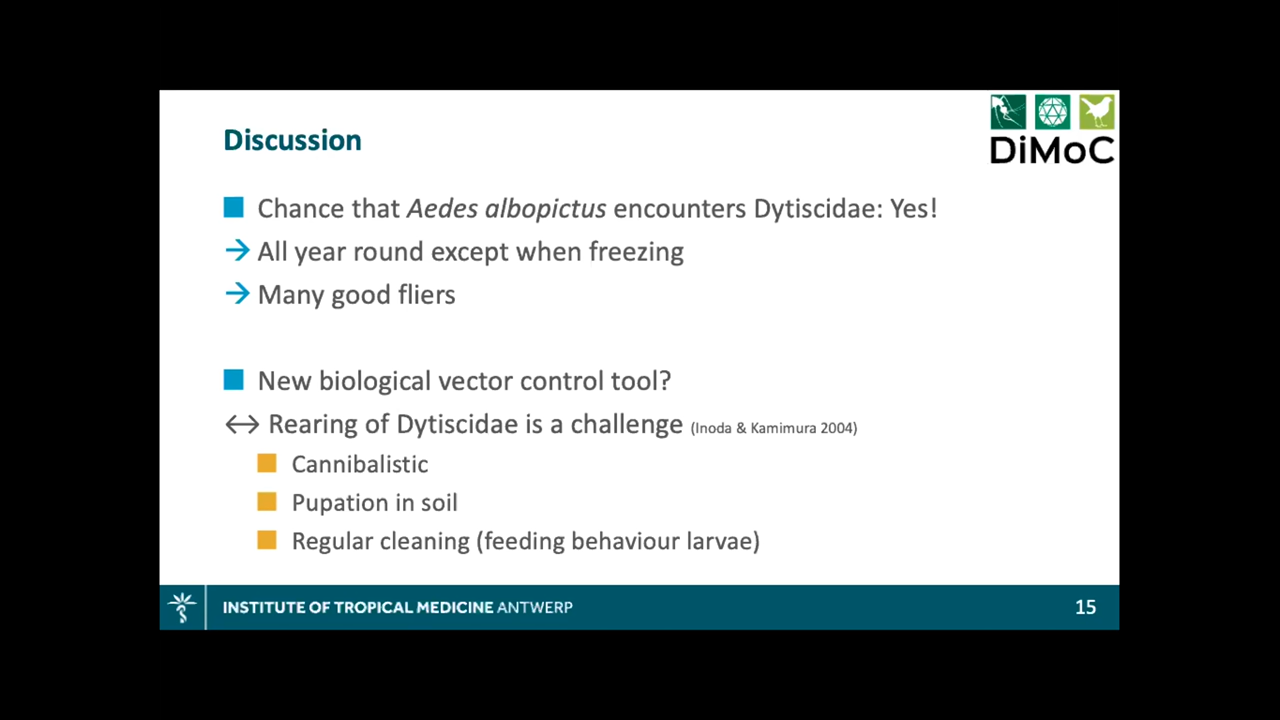 DiMoC
Discussion
Chance that Aedes albopictus encounters Dytiscidae: Yes!
→ All year round except when freezing
→ Many good fliers
New biological vector control tool?
↔ Rearing of Dytiscidae is a challenge (Inoda & Kamimura 2004)
Cannibalistic
Pupation in soil
Regular cleaning (feeding behaviour larvae)
INSTITUTE OF TROPICAL MEDICINE ANTWERP
15